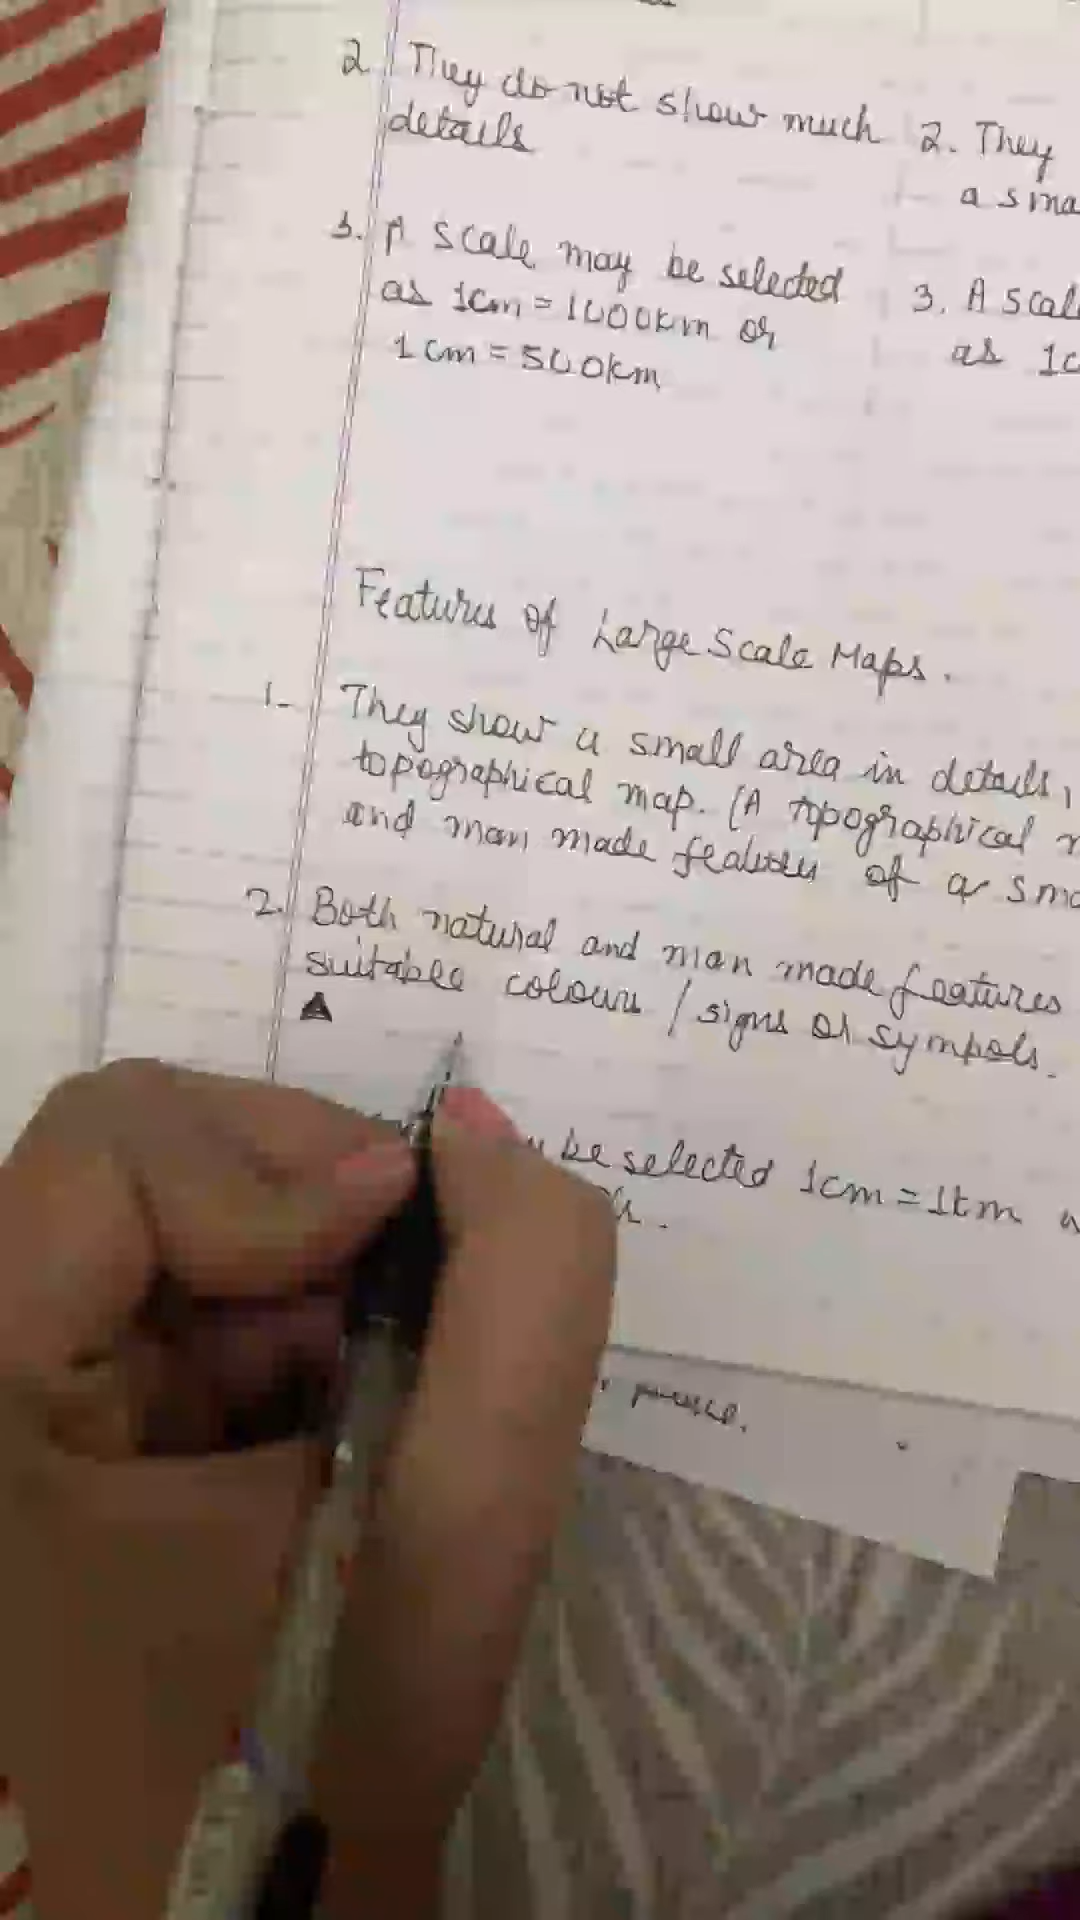 2. They do not show much
details
3. A scale may be selected
as 1cm = 1000km or
1cm = 500km
2. They
a sma
3. A scal
as 1c
Features of Large Scale Maps.
1. They show a small area in details,
topographical map. (A topographical
and man made features of a sma
2. Both natural and man made features
suitable colours / signs or symbols.
be selected 1cm = 1km